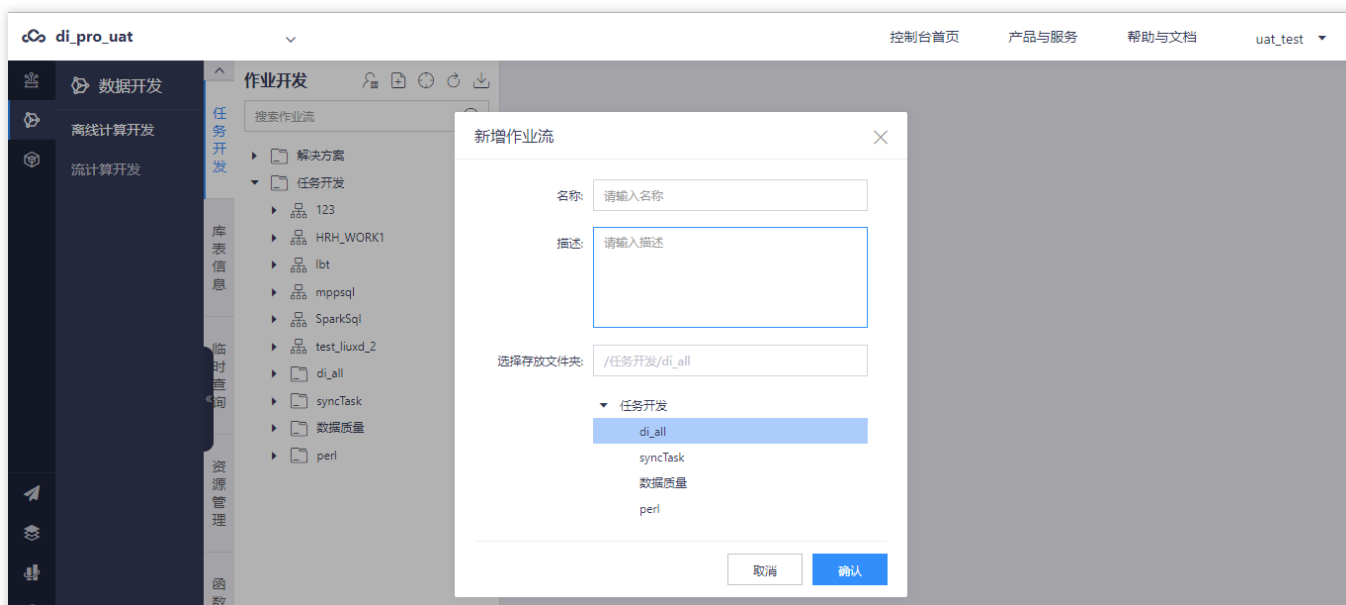 di_pro_uat
控制台首页
产品与服务
帮助与文档
uat_test
数据开发
离线计算开发
流计算开发
任务开发
库表信息
临时查询
资源管理
函数
作业开发
搜索作业流
解决方案
任务开发
123
HRH_WORK1
lbt
mppsql
SparkSql
test_liuxd_2
di_all
syncTask
数据质量
perl
新增作业流
名称: 请输入名称
描述: 请输入描述
选择存放文件夹: /任务开发/di_all
任务开发
di_all
syncTask
数据质量
perl
取消
确认